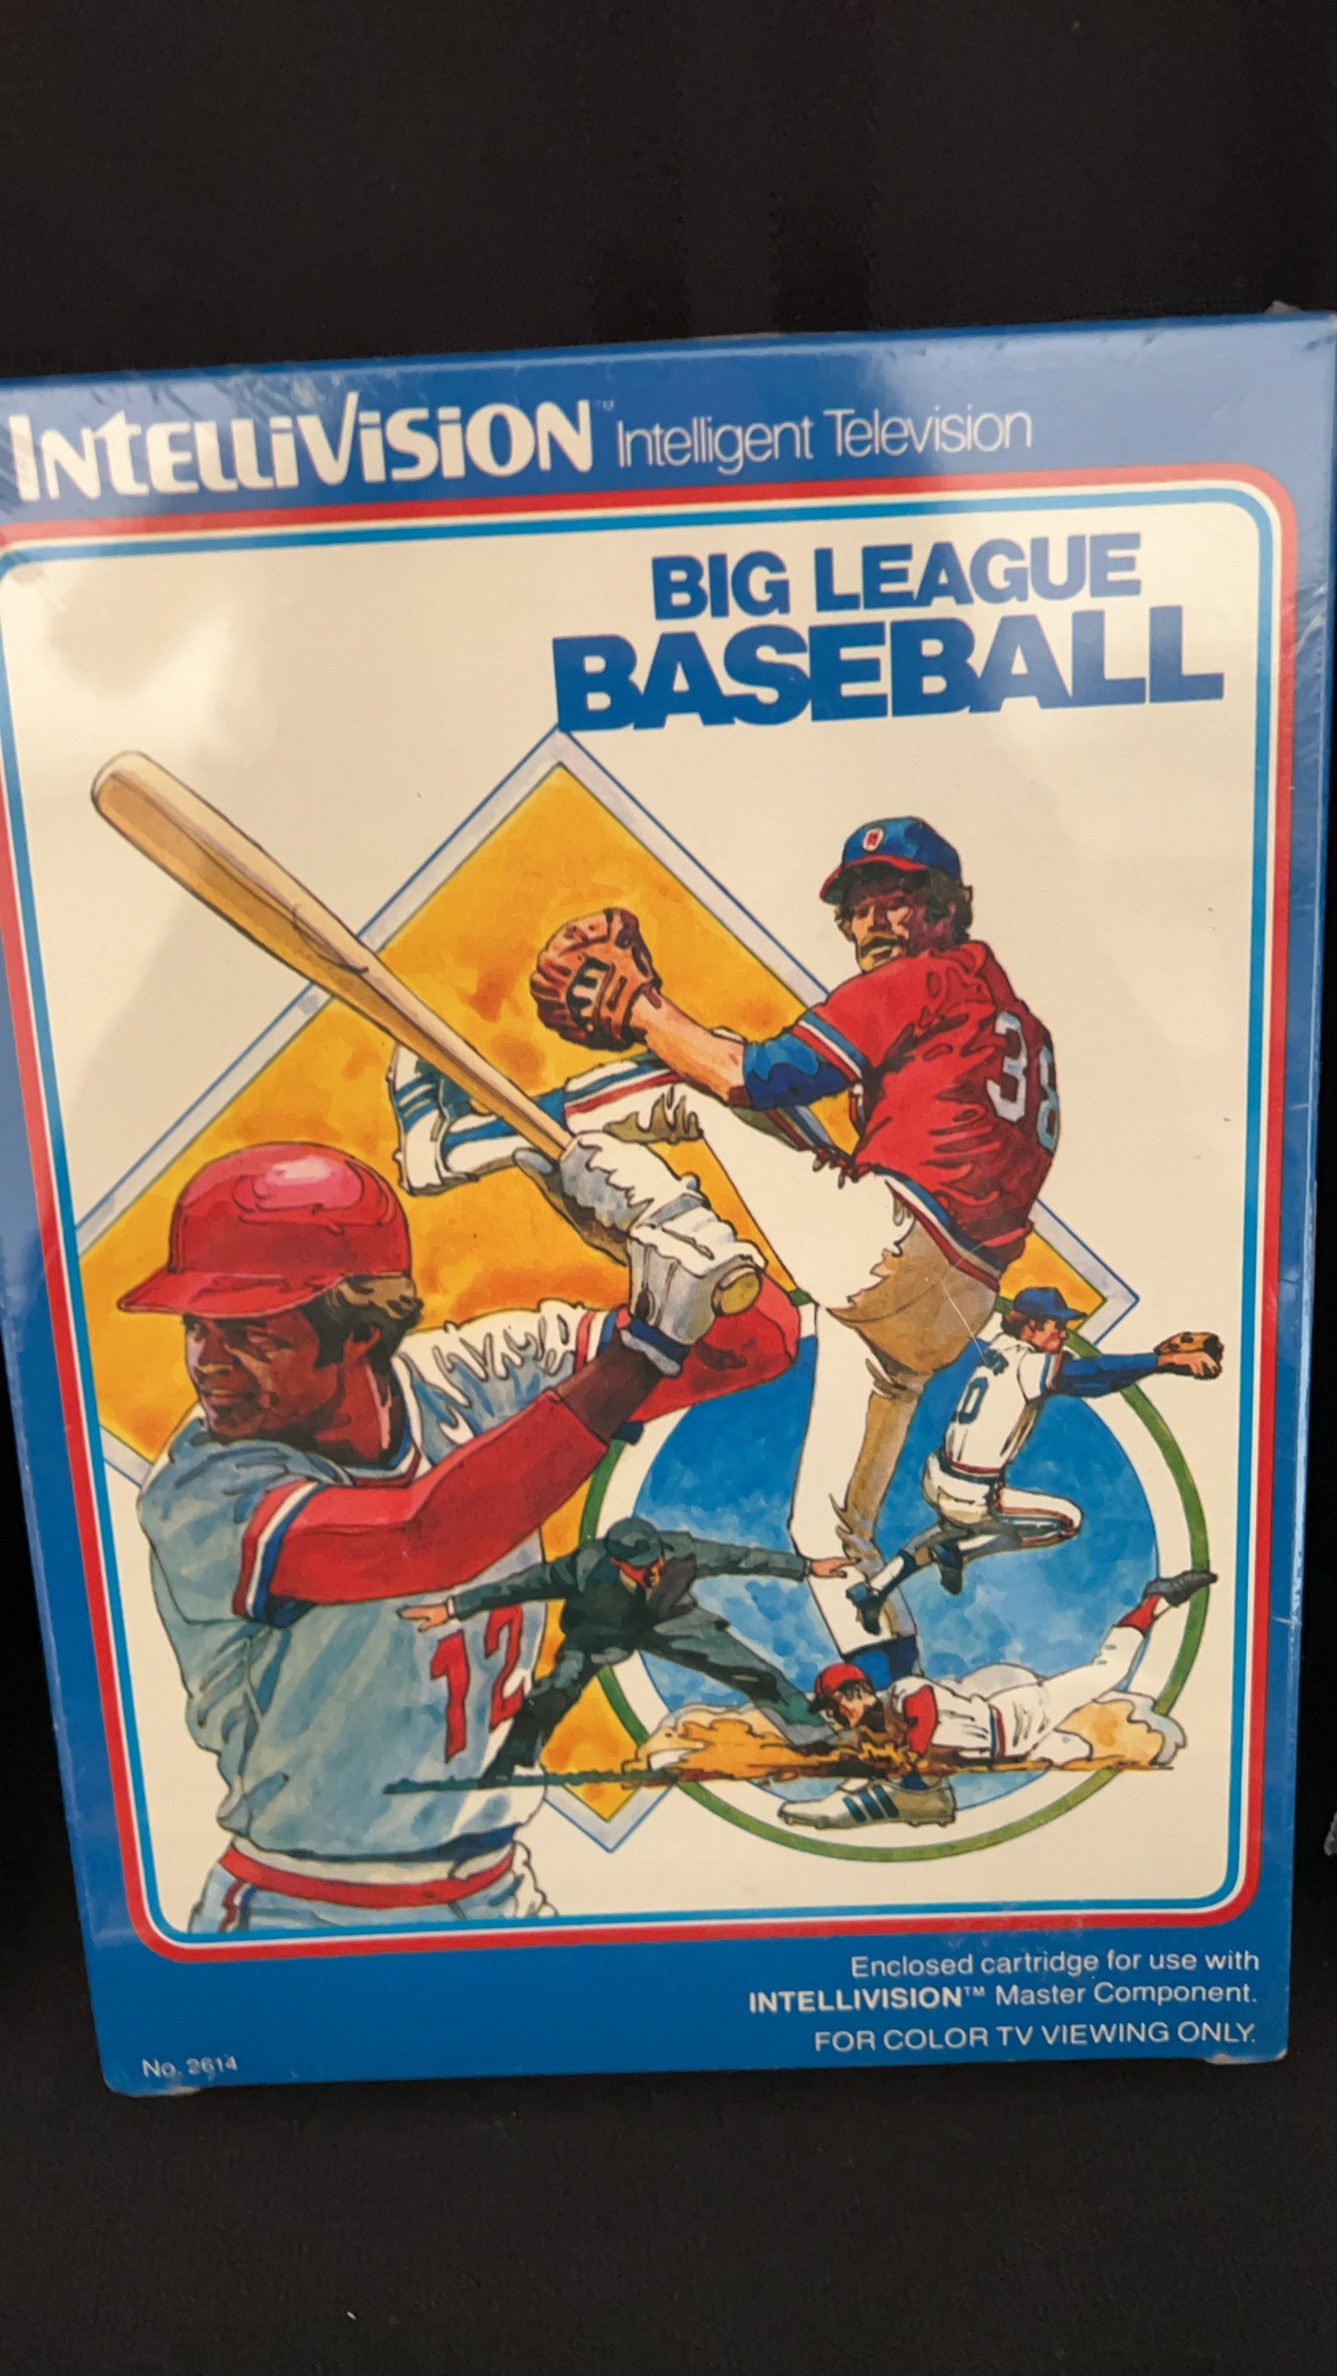 INTELLIVISION™ Intelligent Television
BIG LEAGUE
BASEBALL
38
0
12
Enclosed cartridge for use with
INTELLIVISION™ Master Component.
FOR COLOR TV VIEWING ONLY.
No. 2614